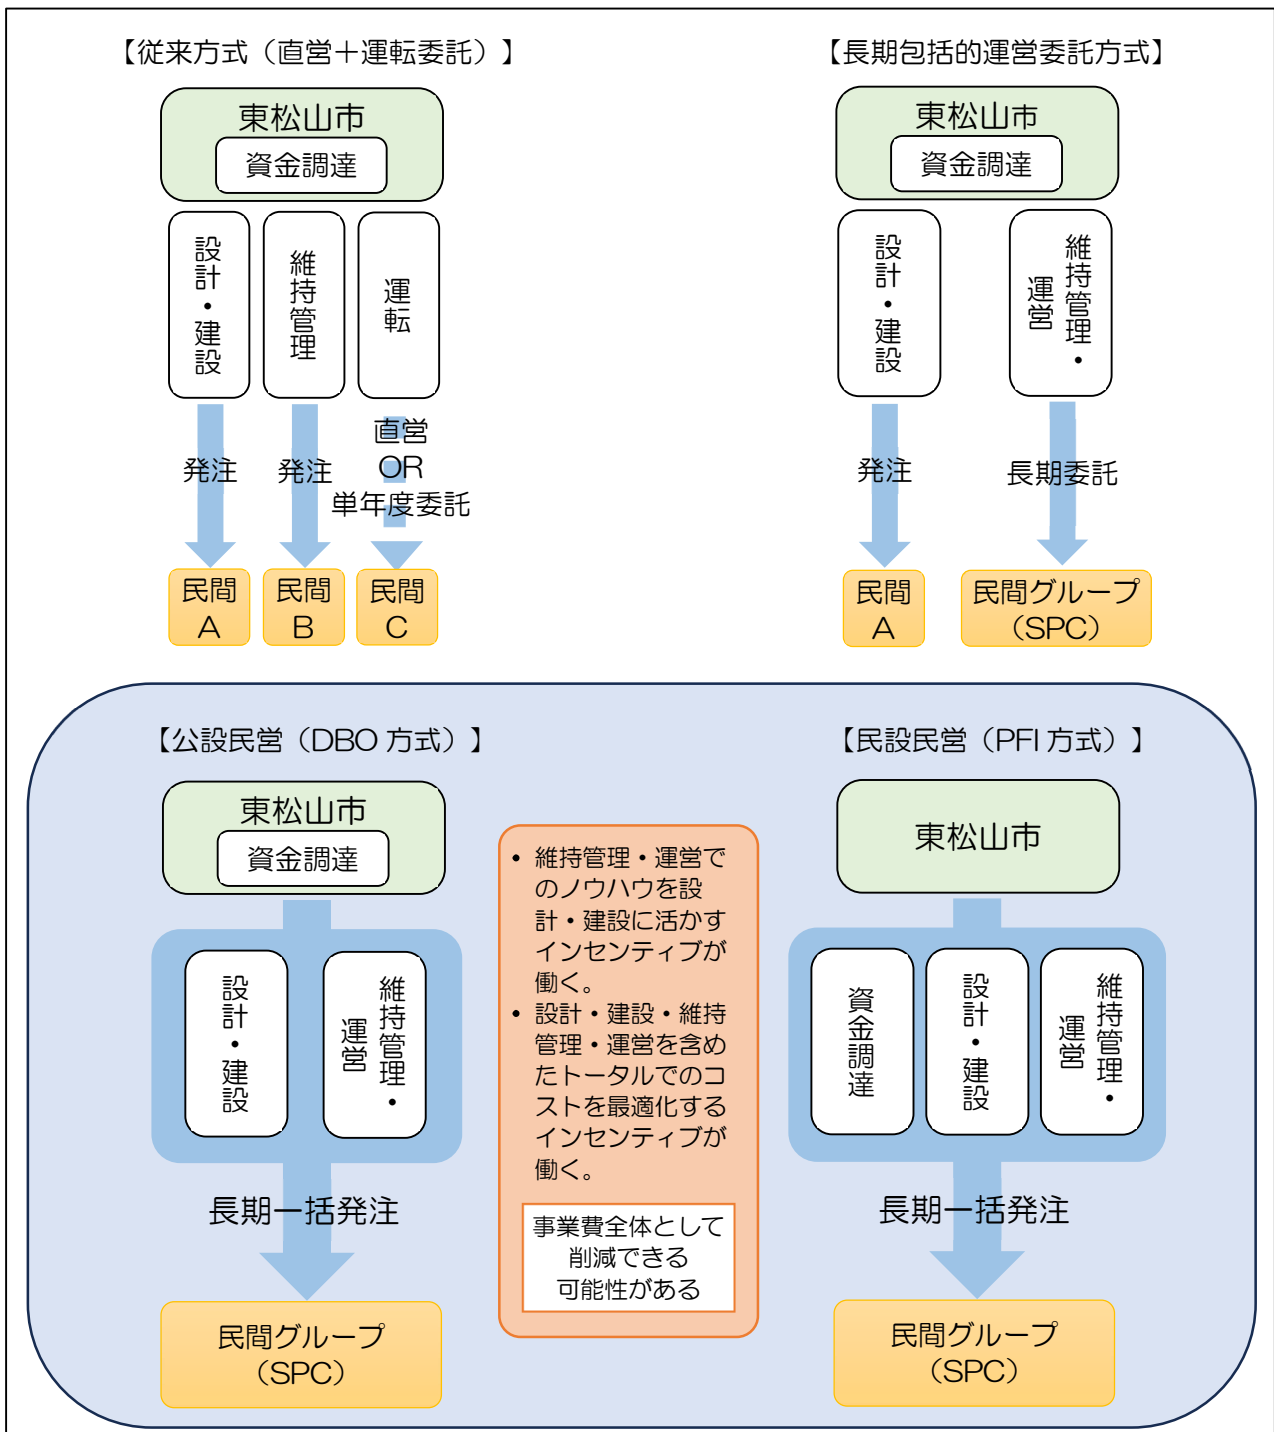 【従来方式（直営＋運転委託）】
東松山市
資金調達
設計・建設
維持管理
運転
発注
発注
直営
OR
単年度委託
民間
A
民間
B
民間
C
【長期包括的運営委託方式】
東松山市
資金調達
設計・建設
維持管理・
運営
発注
長期委託
民間
A
民間グループ
（SPC）
【公設民営（DBO 方式）】
東松山市
資金調達
設計・建設
維持管理・
運営
長期一括発注
民間グループ
（SPC）
• 維持管理・運営で
のノウハウを設
計・建設に活かす
インセンティブが
働く。
• 設計・建設・維持
管理・運営を含め
たトータルでのコ
ストを最適化する
インセンティブが
働く。
事業費全体として
削減できる
可能性がある
【民設民営（PFI 方式）】
東松山市
資金調達
設計・建設
維持管理・
運営
長期一括発注
民間グループ
（SPC）